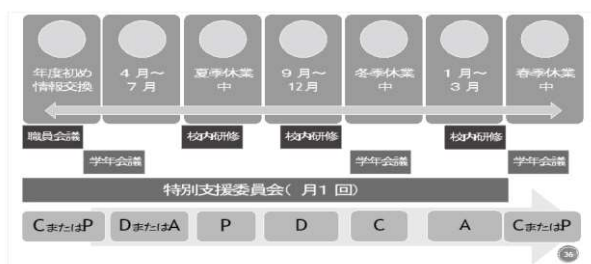 年度初め
情報交換
4月～
7月
夏季休業
中
9月～
12月
冬季休業
中
1月～
3月
春季休業
中
職員会議
校内研修
校内研修
校内研修
学年会議
学年会議
学年会議
特別支援委員会(月1回)
CまたはP
DまたはA
P
D
C
A
CまたはP
36